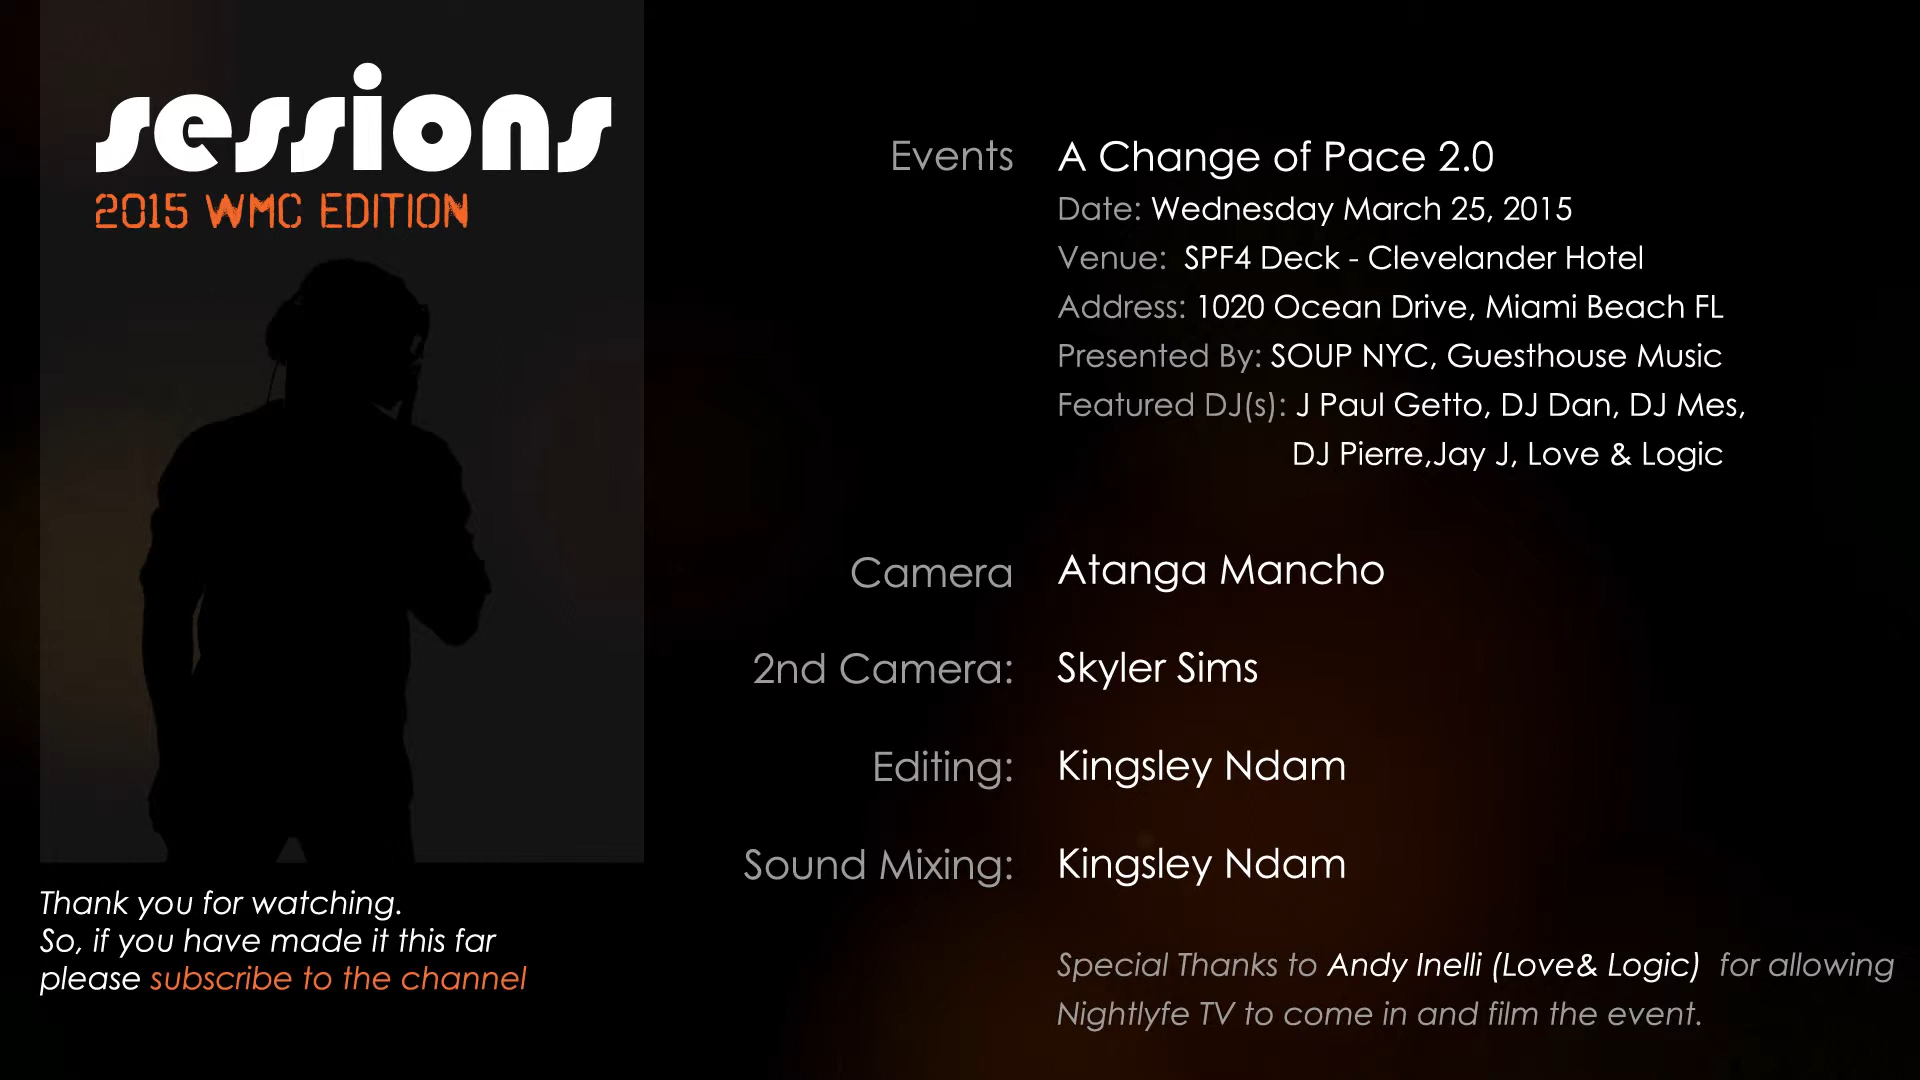 sessions
2015 WMC EDITION
Events A Change of Pace 2.0
Date: Wednesday March 25, 2015
Venue: SPF4 Deck - Clevelander Hotel
Address: 1020 Ocean Drive, Miami Beach FL
Presented By: SOUP NYC, Guesthouse Music
Featured DJ(s): J Paul Getto, DJ Dan, DJ Mes,
DJ Pierre,Jay J, Love & Logic
Camera Atanga Mancho
2nd Camera: Skyler Sims
Editing: Kingsley Ndam
Sound Mixing: Kingsley Ndam
Thank you for watching.
So, if you have made it this far
please subscribe to the channel
Special Thanks to Andy Inelli (Love& Logic) for allowing
Nightlyfe TV to come in and film the event.